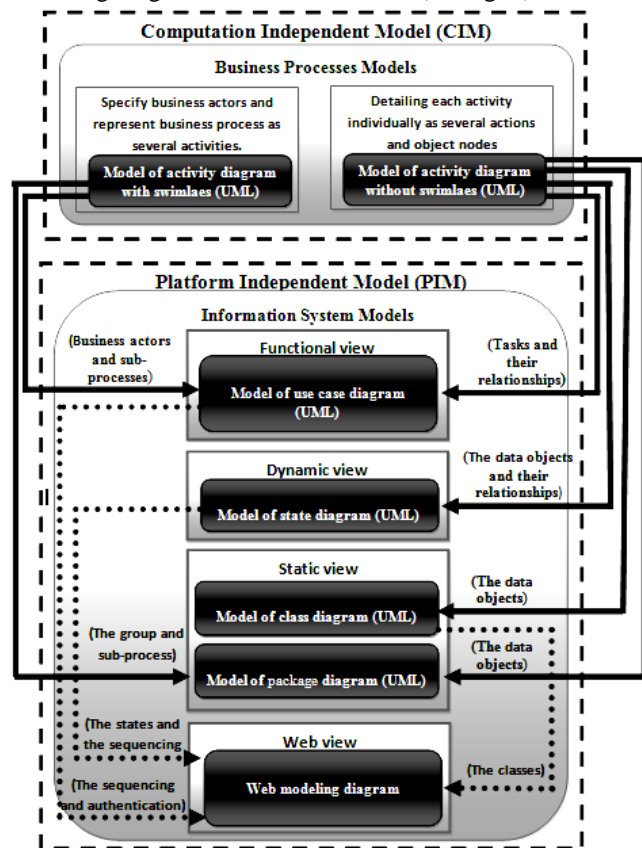 Computation Independent Model (CIM)
Business Processes Models
Specify business actors and
represent business process as
several activities.
Model of activity diagram
with swimlaes (UML)
Detailing each activity
individually as several actions
and object nodes
Model of activity diagram
without swimlaes (UML)
Platform Independent Model (PIM)
Information System Models
(Business actors
and sub-
processes)
Functional view
Model of use case diagram
(UML)
(Tasks and
their
relationships)
Dynamic view
Model of state diagram (UML)
(The data objects
and their
relationships)
Static view
Model of class diagram (UML)
(The data
objects)
(The group and
sub-process)
Model of package diagram (UML)
(The data
objects)
(The states and
the sequencing
Web view
Web modeling diagram
(The classes)
(The sequencing
and authentication)